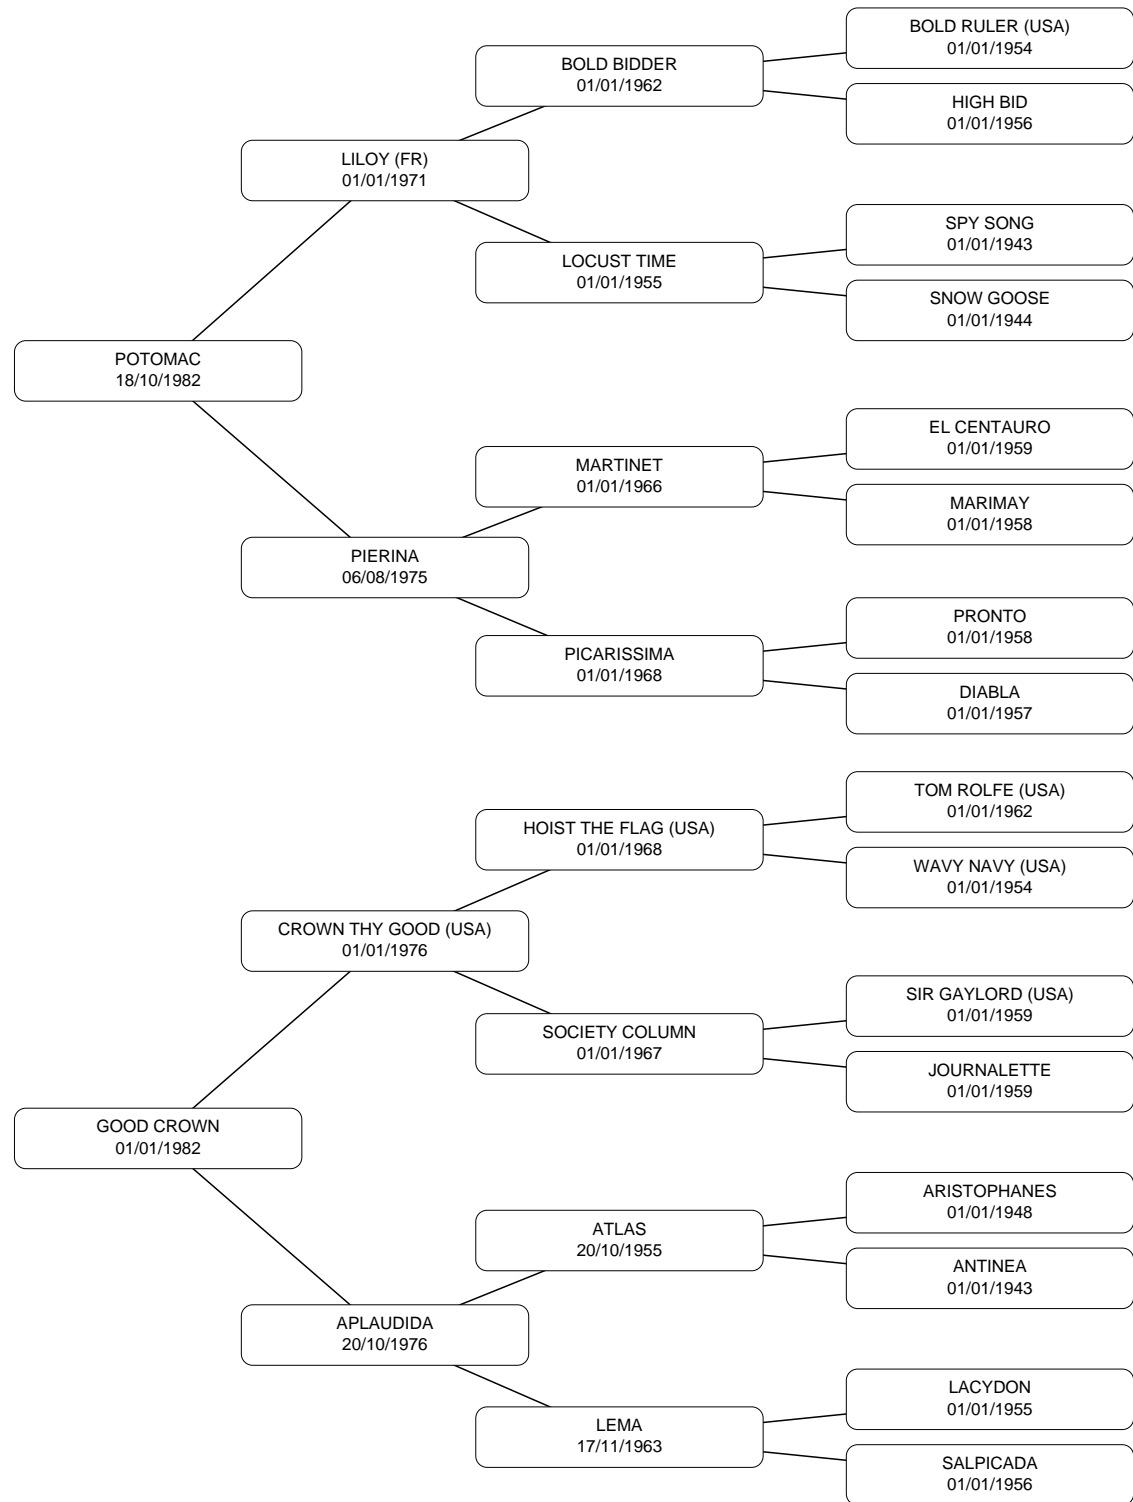 BOLD RULER (USA)
01/01/1954
BOLD BIDDER
01/01/1962
HIGH BID
01/01/1956
LILOY (FR)
01/01/1971
SPY SONG
01/01/1943
LOCUST TIME
01/01/1955
SNOW GOOSE
01/01/1944
POTOMAC
18/10/1982
EL CENTAURO
01/01/1959
MARTINET
01/01/1966
MARIMAY
01/01/1958
PIERINA
06/08/1975
PRONTO
01/01/1958
PICARISSIMA
01/01/1968
DIABLA
01/01/1957
TOM ROLFE (USA)
01/01/1962
HOIST THE FLAG (USA)
01/01/1968
WAVY NAVY (USA)
01/01/1954
CROWN THY GOOD (USA)
01/01/1976
SIR GAYLORD (USA)
01/01/1959
SOCIETY COLUMN
01/01/1967
JOURNALETTE
01/01/1959
GOOD CROWN
01/01/1982
ARISTOPHANES
01/01/1948
ATLAS
20/10/1955
ANTINEA
01/01/1943
APLAUDIDA
20/10/1976
LACYDON
01/01/1955
LEMA
17/11/1963
SALPICADA
01/01/1956